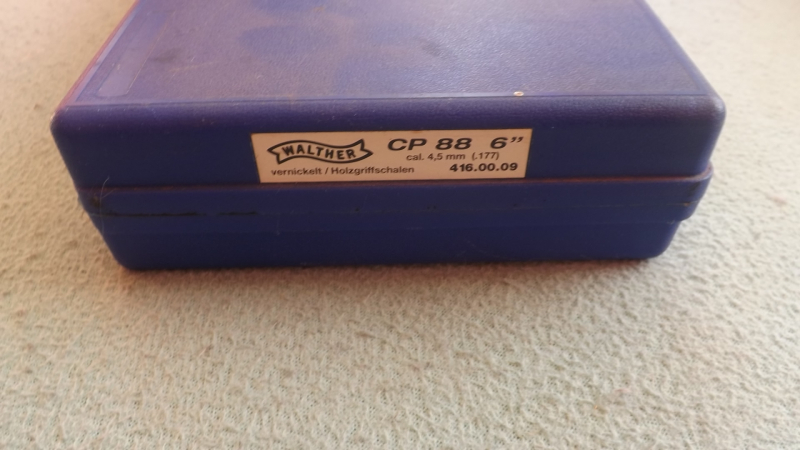 WALTHER CP 88 6”
cal. 4,5 mm (.177)
vernickelt / Holzgriffschalen 416.00.09